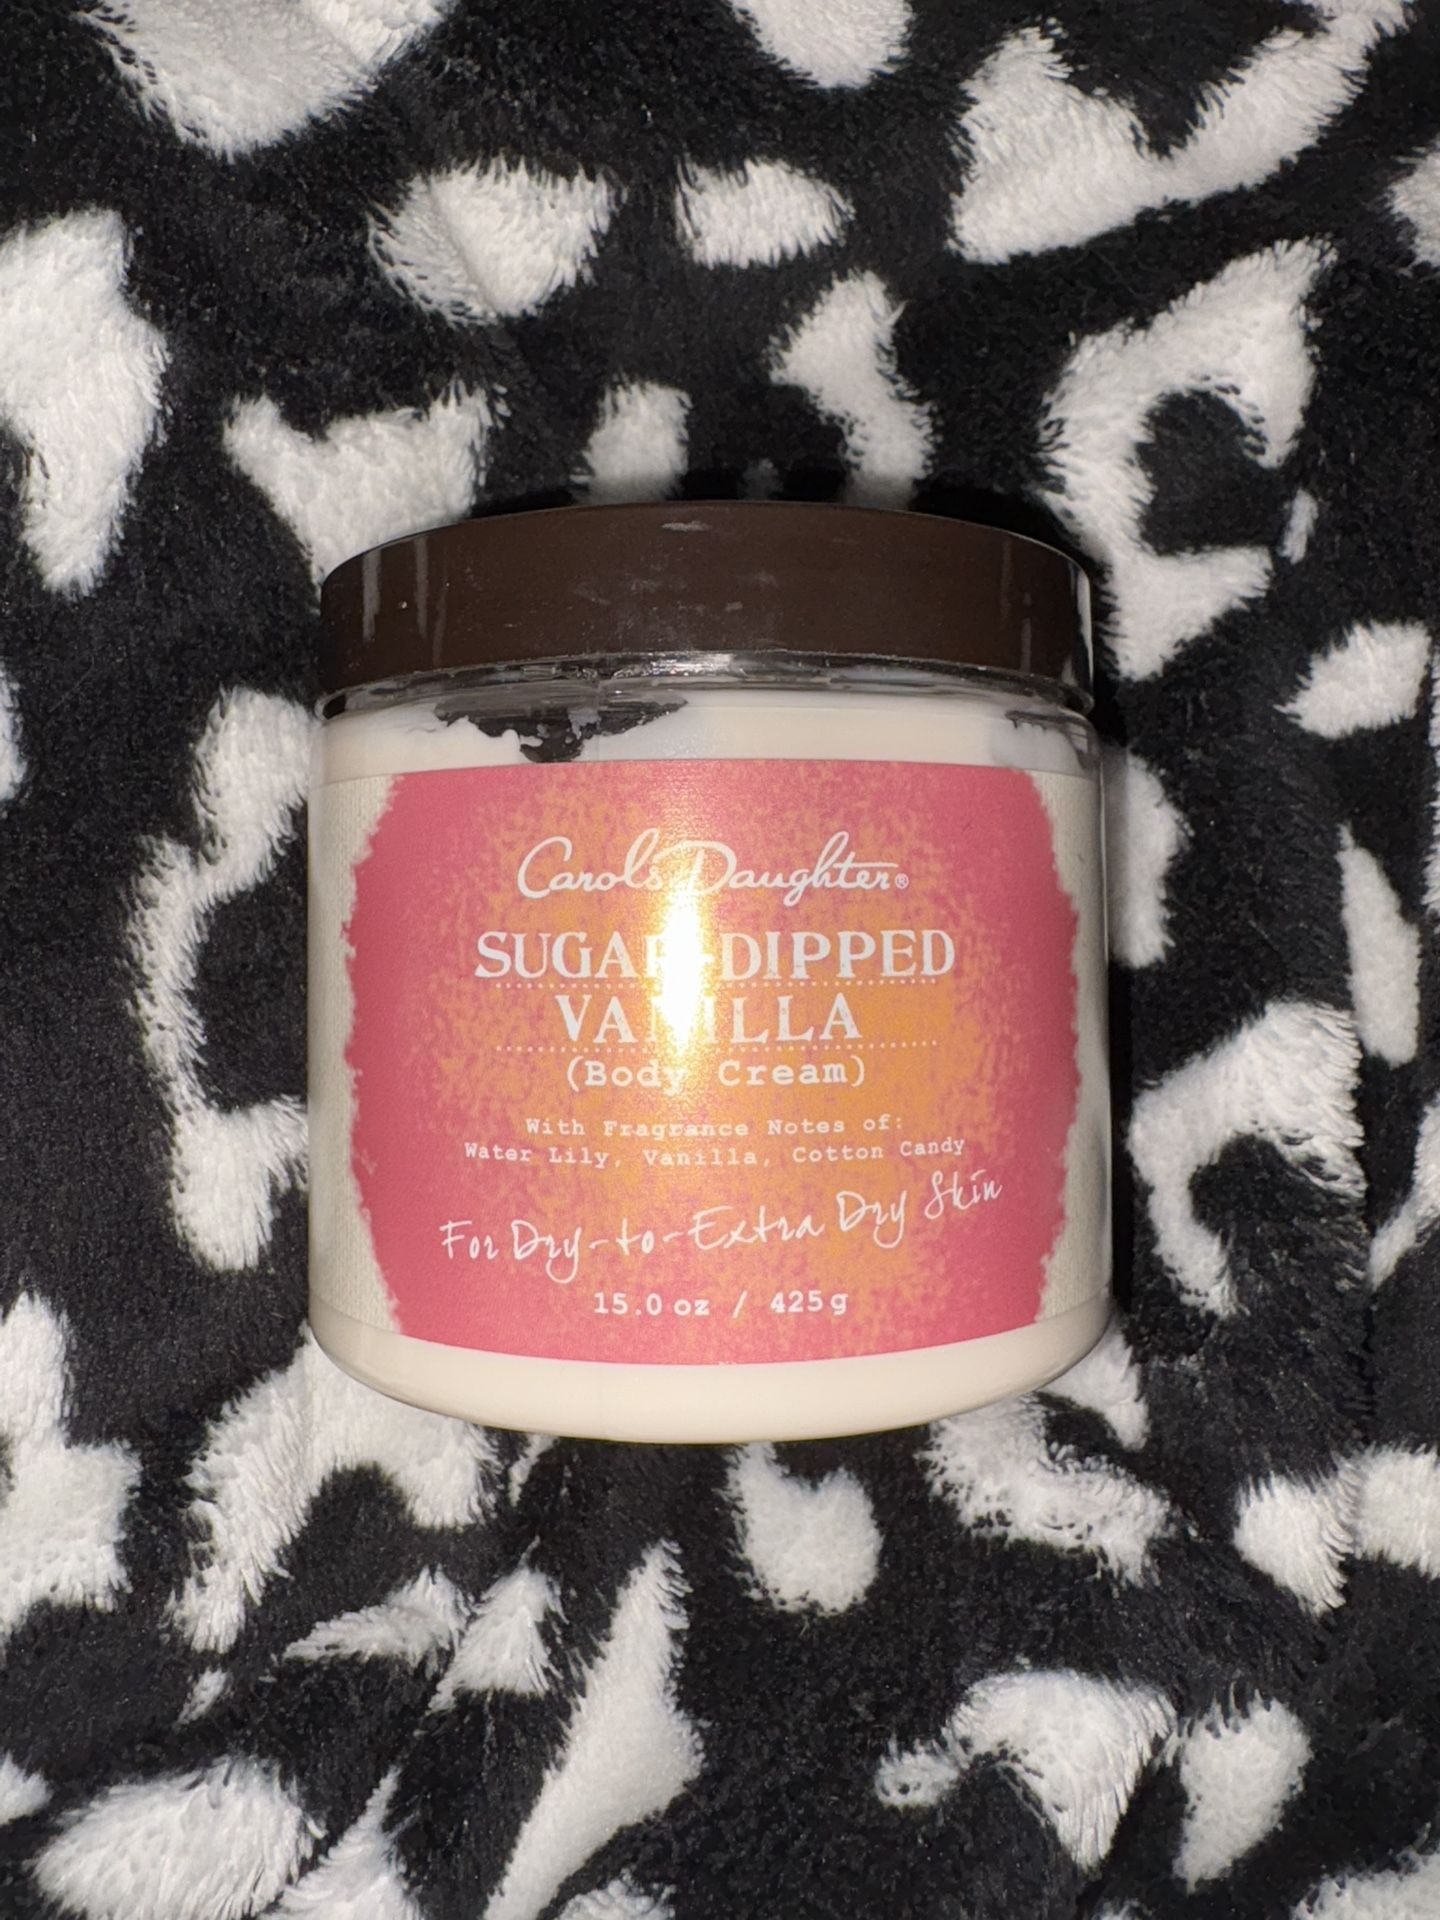 Carol's Daughter®
SUGAR-DIPPED
VANILLA
(Body Cream)
With Fragrance Notes of:
Water Lily, Vanilla, Cotton Candy
For Dry-to-Extra Dry Skin
15.0 oz / 425g